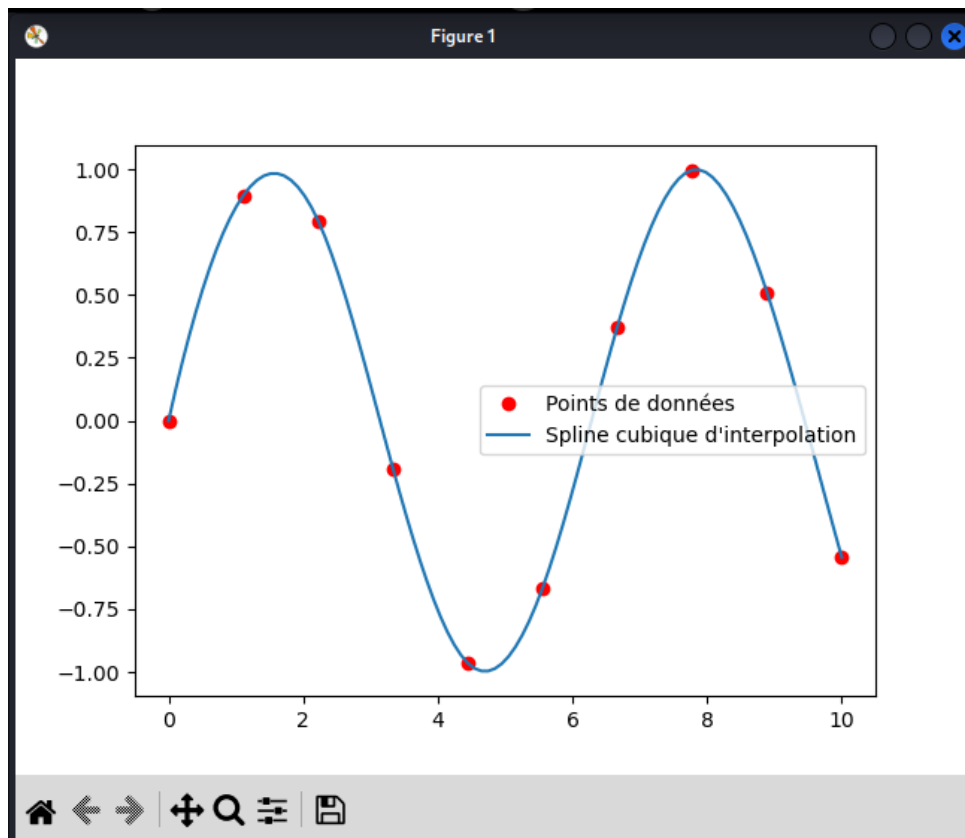 Figure 1
1.00
0.75
0.50
0.25
0.00
−0.25
−0.50
−0.75
−1.00
Points de données
Spline cubique d'interpolation
0 2 4 6 8 10